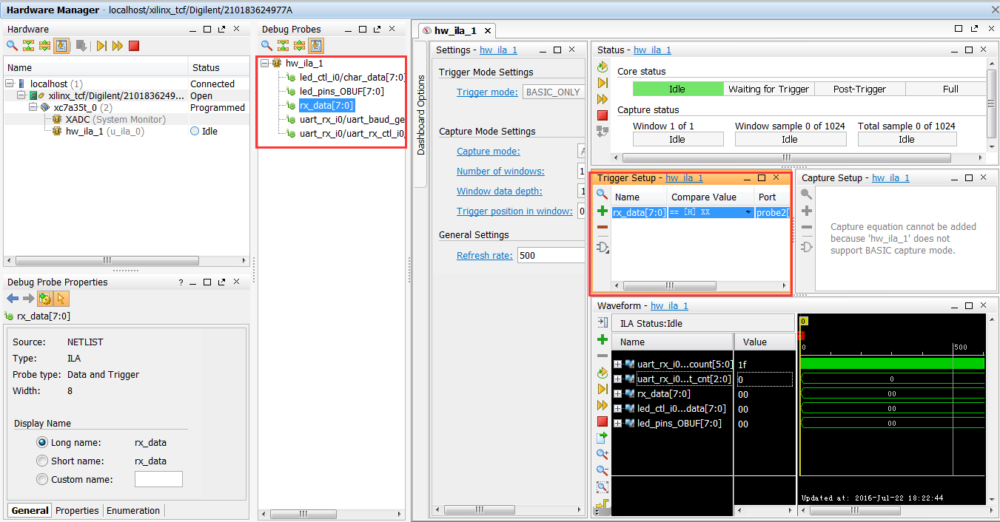 Hardware Manager - localhost/xilinx_tcf/Digilent/210183624977A
Hardware
Name Status
localhost (1) Connected
xilinx_tcf/Digilent/2101836249... Open
xc7a35t_0 (2) Programmed
XADC (System Monitor)
hw_ila_1 (u_ila_0) Idle
Debug Probe Properties
?
rx_data[7:0]
Source: NETLIST
Type: ILA
Probe type: Data and Trigger
Width: 8
Display Name
Long name: rx_data
Short name: rx_data
Custom name:
General Properties Enumeration
Debug Probes
hw_ila_1
led_ctl_i0/char_data[7:0]
led_pins_OBUF[7:0]
rx_data[7:0]
uart_rx_i0/uart_baud_ge
uart_rx_i0/uart_rx_ctl_i0/
hw_ila_1
Dashboard Options
Settings - hw_ila_1
Trigger Mode Settings
Trigger mode: BASIC_ONLY
Capture Mode Settings
Capture mode: A
Number of windows: 1
Window data depth: 1
Trigger position in window: 0
General Settings
Refresh rate: 500
Status - hw_ila_1
Core status
Idle Waiting for Trigger Post-Trigger Full
Capture status
Window 1 of 1 Window sample 0 of 1024 Total sample 0 of 1024
Idle Idle Idle
Trigger Setup - hw_ila_1
Name Compare Value Port
rx_data[7:0] == [H] XX probe2[
Capture Setup - hw_ila_1
Capture equation cannot be added
because 'hw_ila_1' does not
support BASIC capture mode.
Waveform - hw_ila_1
ILA Status:Idle
Name Value
uart_rx_i0...count[5:0] 1f
uart_rx_i0...t_cnt[2:0] 0
rx_data[7:0] 00
led_ctl_i0...data[7:0] 00
led_pins_OBUF[7:0] 00
0
0 500
0
00
00
00
Updated at: 2016-Jul-22 18:22:44